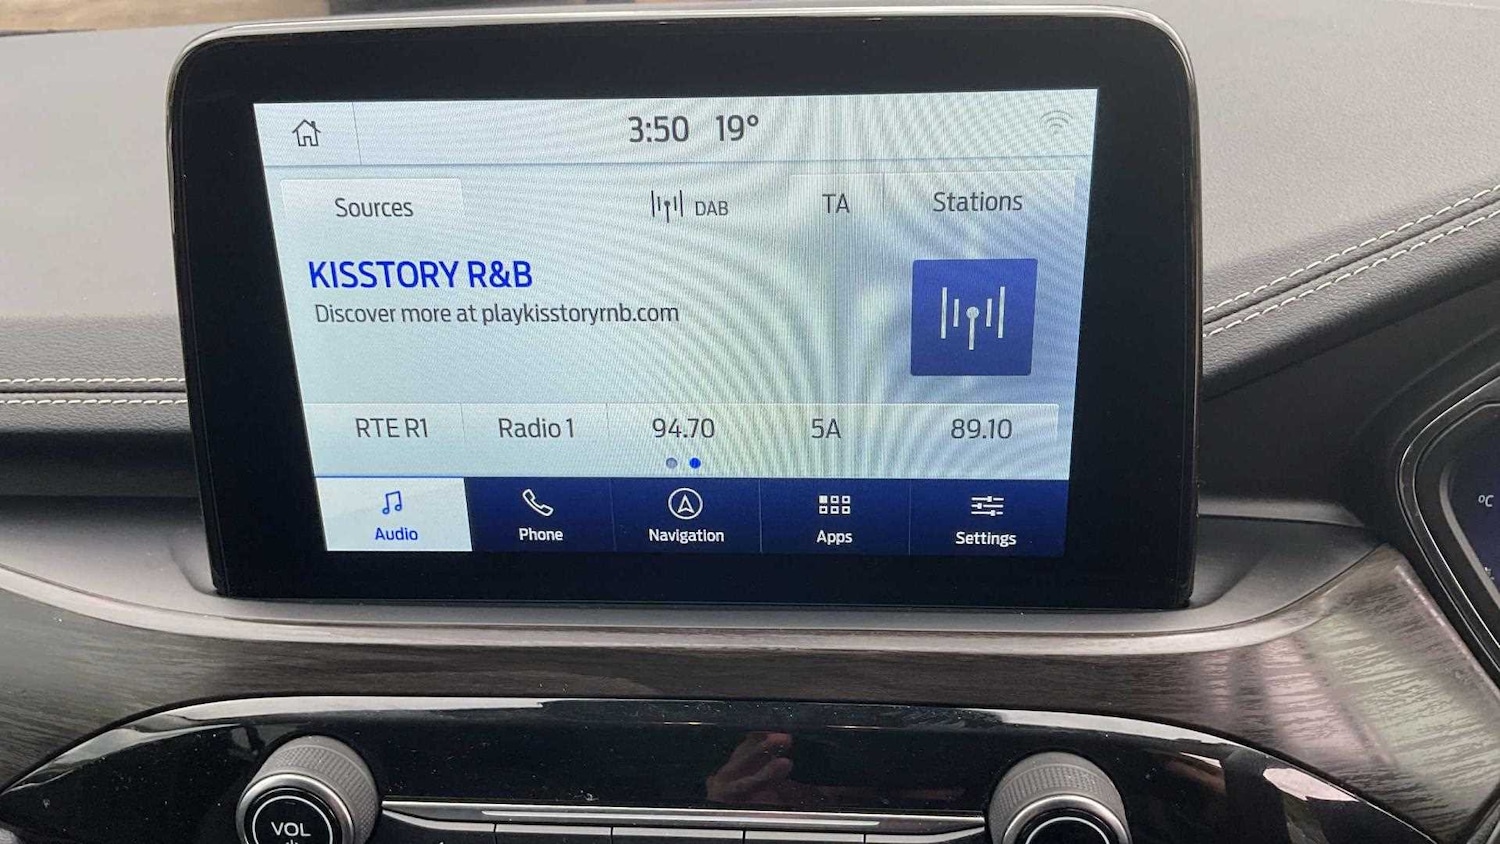 3:50 19°
Sources DAB TA Stations
KISSTORY R&B
Discover more at playkisstoryrnb.com
RTE R1 Radio 1 94.70 5A 89.10
Audio Phone Navigation Apps Settings
°C
VOL